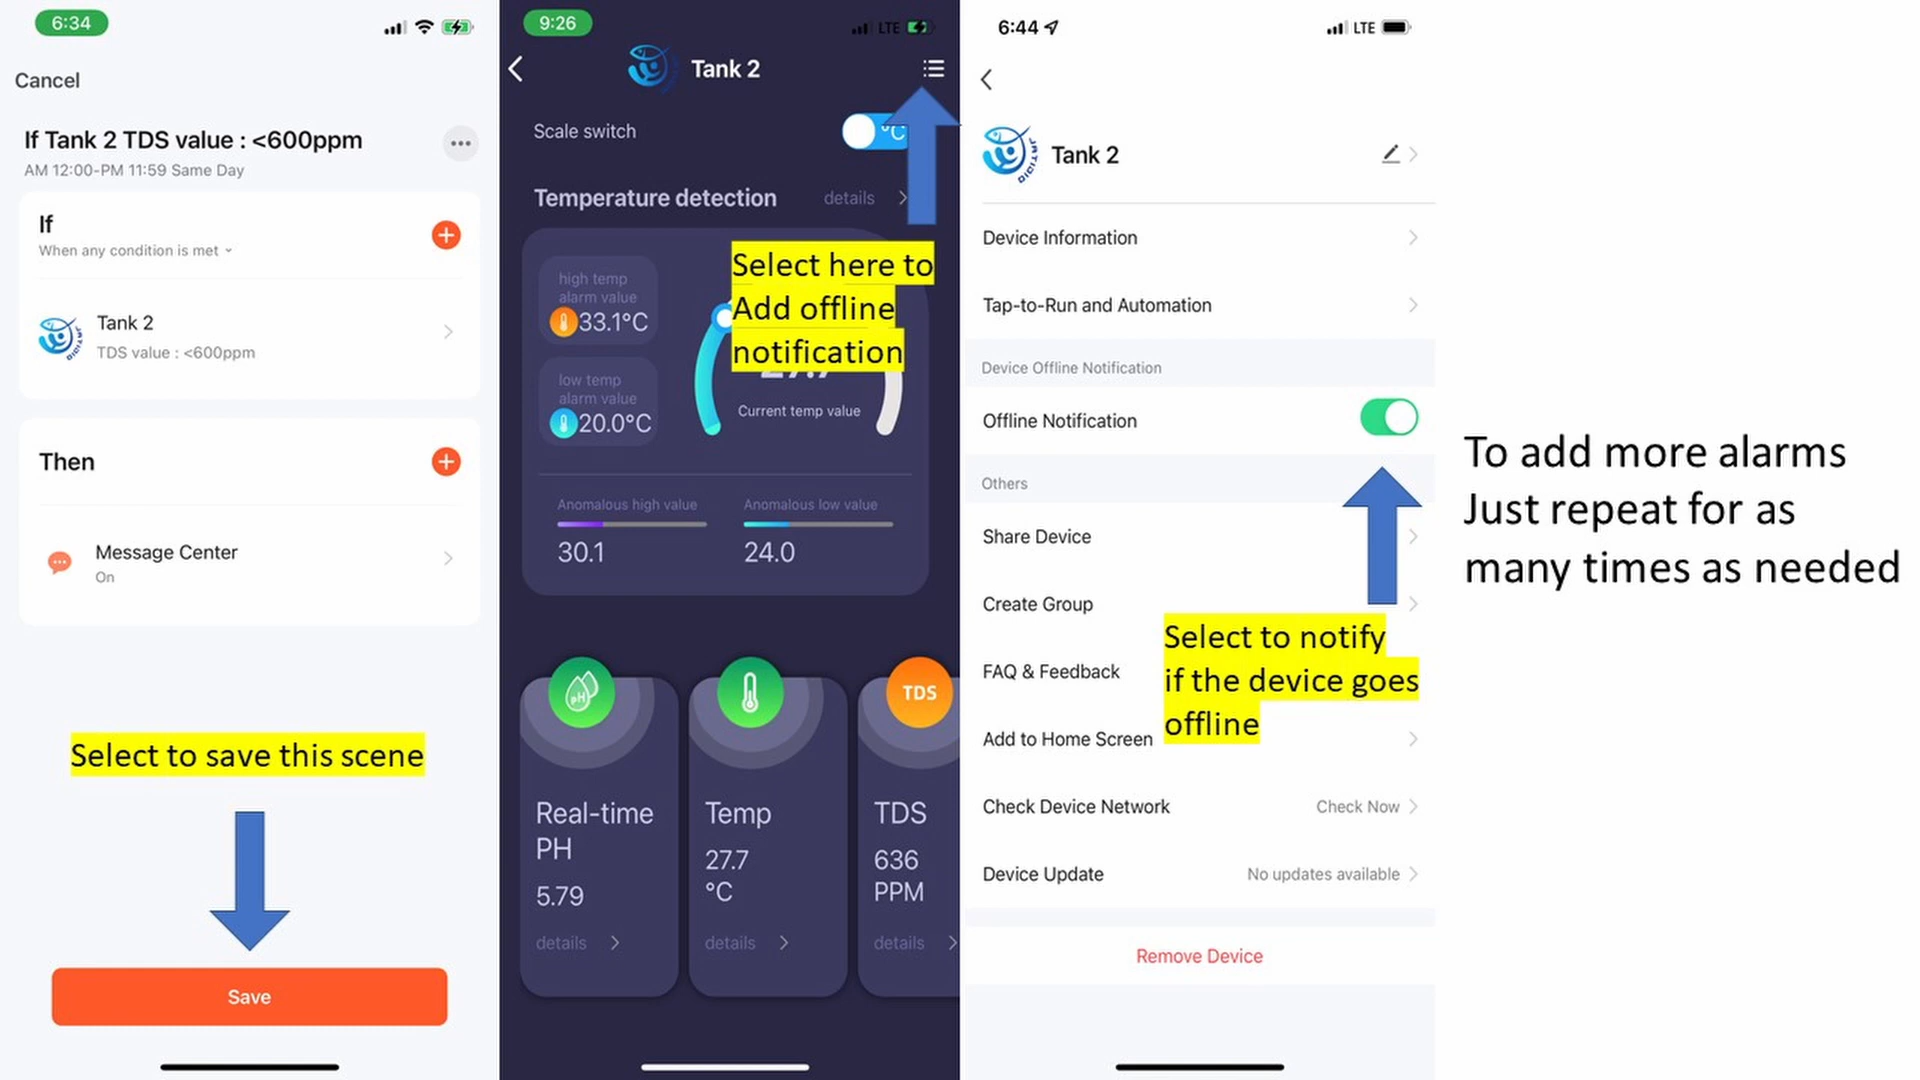 6:34
Cancel
If Tank 2 TDS value : <600ppm
AM 12:00-PM 11:59 Same Day
If
When any condition is met
Tank 2
TDS value : <600ppm
Then
Message Center
On
Select to save this scene
Save
9:26
LTE
Tank 2
Scale switch
°C
Temperature detection
details
Select here to
Add offline
notification
high temp
alarm value
33.1°C
low temp
alarm value
20.0°C
Current temp value
Anomalous high value
30.1
Anomalous low value
24.0
pH
Real-time
PH
5.79
details
Temp
27.7
°C
details
TDS
TDS
636
PPM
details
6:44
LTE
JATIDIQ
Tank 2
Device Information
Tap-to-Run and Automation
Device Offline Notification
Offline Notification
Others
Share Device
Create Group
FAQ & Feedback
Add to Home Screen
Select to notify
if the device goes
offline
Check Device Network
Check Now
Device Update
No updates available
Remove Device
To add more alarms
Just repeat for as
many times as needed